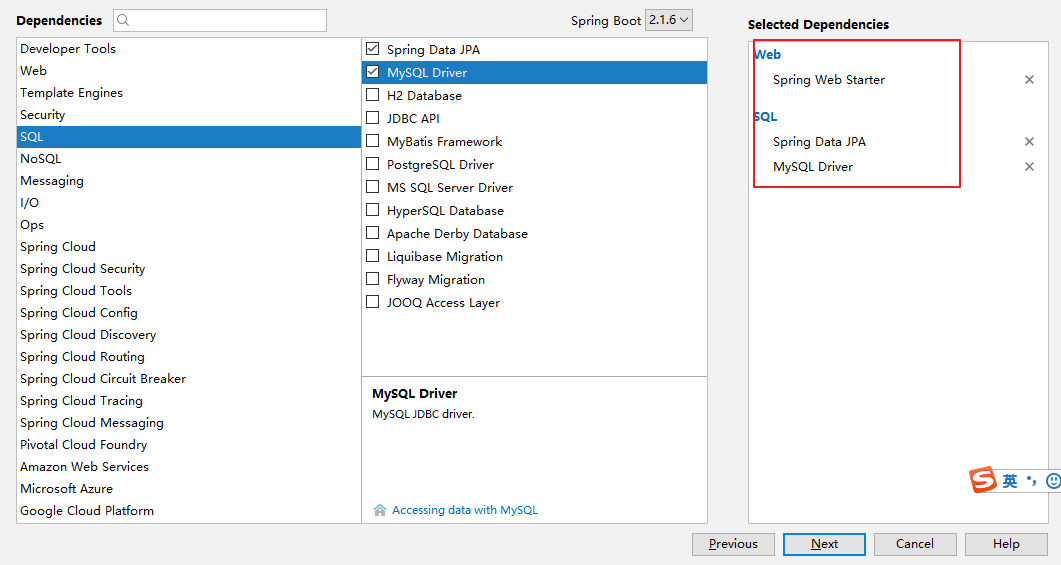 Dependencies
Spring Boot 2.1.6
Developer Tools
Web
Template Engines
Security
SQL
NoSQL
Messaging
I/O
Ops
Spring Cloud
Spring Cloud Security
Spring Cloud Tools
Spring Cloud Config
Spring Cloud Discovery
Spring Cloud Routing
Spring Cloud Circuit Breaker
Spring Cloud Tracing
Spring Cloud Messaging
Pivotal Cloud Foundry
Amazon Web Services
Microsoft Azure
Google Cloud Platform
Spring Data JPA
MySQL Driver
H2 Database
JDBC API
MyBatis Framework
PostgreSQL Driver
MS SQL Server Driver
HyperSQL Database
Apache Derby Database
Liquibase Migration
Flyway Migration
JOOQ Access Layer
MySQL Driver
MySQL JDBC driver.
Accessing data with MySQL
Selected Dependencies
Web
Spring Web Starter
SQL
Spring Data JPA
MySQL Driver
S 英
Previous
Next
Cancel
Help